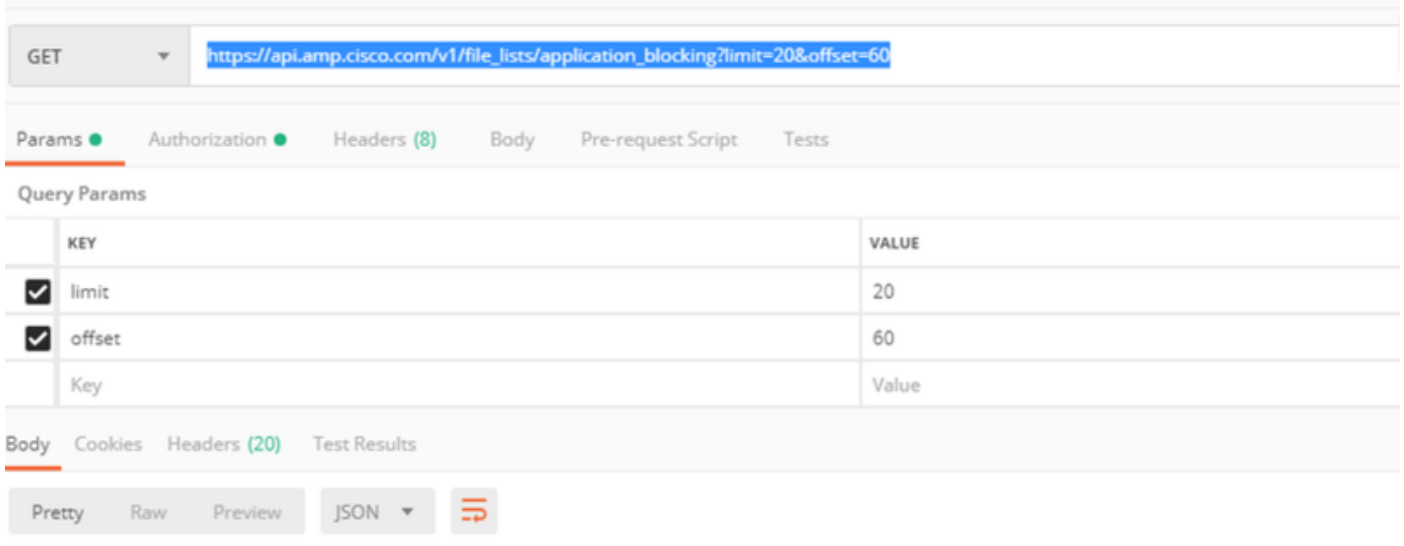 GET https://api.amp.cisco.com/v1/file_lists/application_blocking?limit=20&offset=60
Params Authorization Headers (8) Body Pre-request Script Tests
Query Params
KEY VALUE
limit 20
offset 60
Key Value
Body Cookies Headers (20) Test Results
Pretty Raw Preview JSON